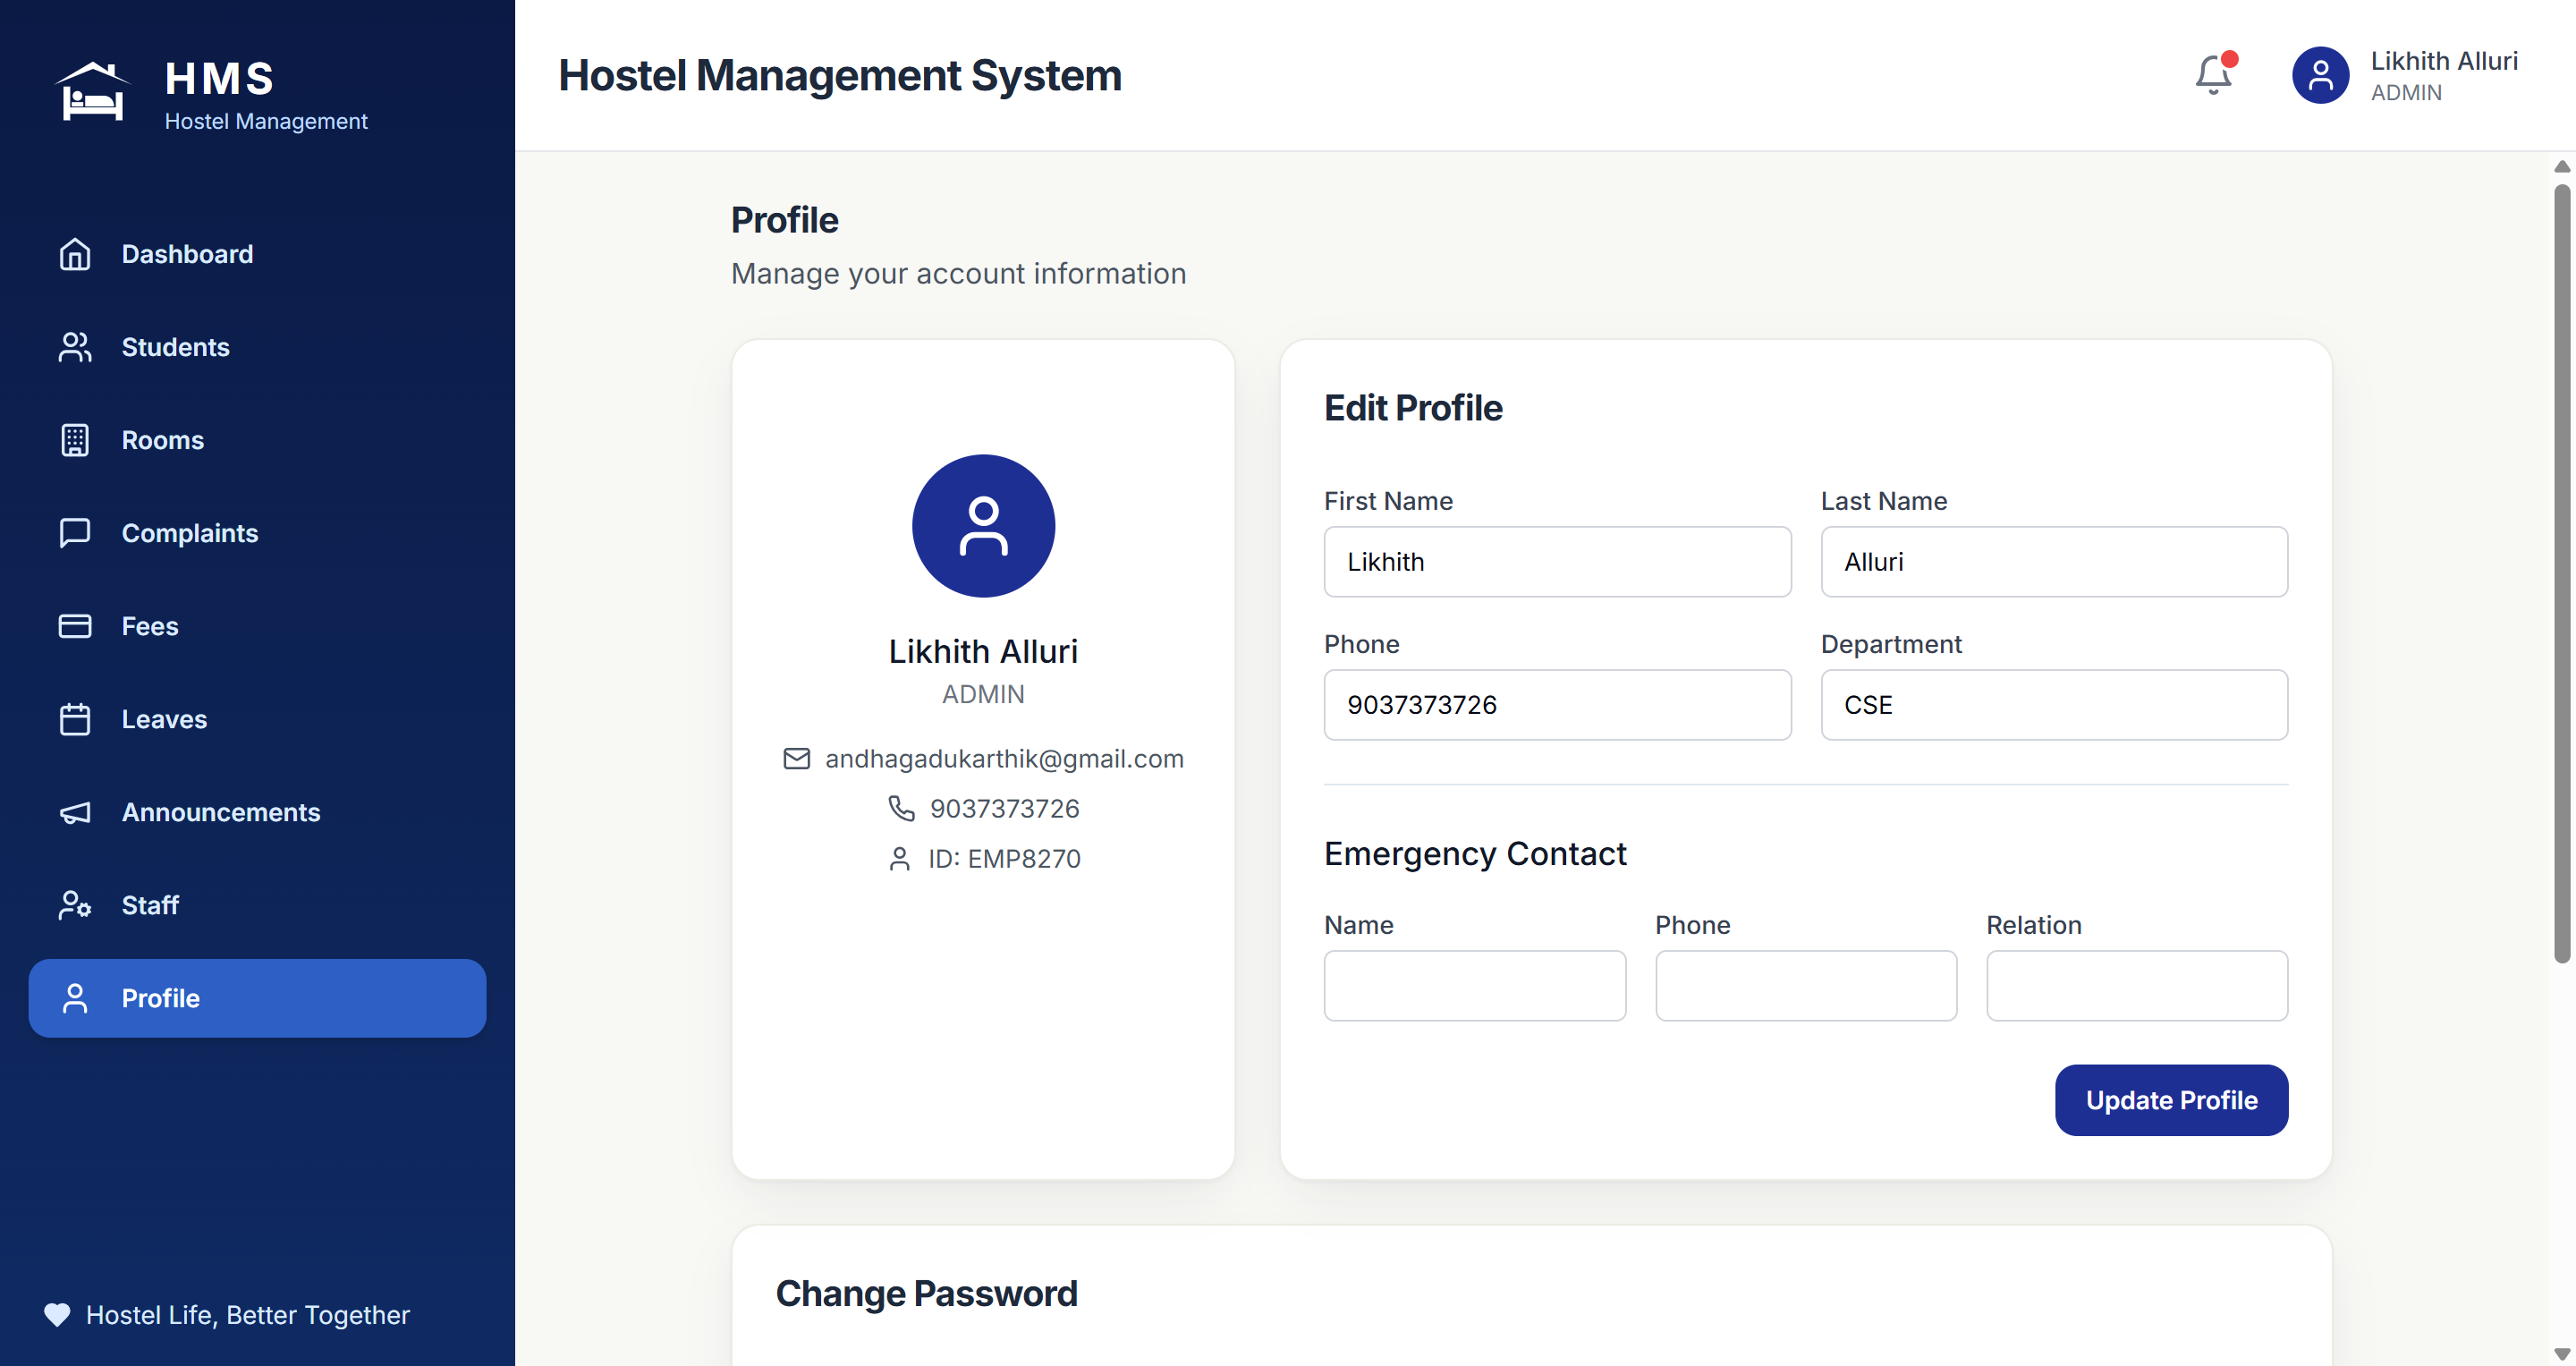 HMS
Hostel Management
Dashboard
Students
Rooms
Complaints
Fees
Leaves
Announcements
Staff
Profile
Hostel Life, Better Together
Hostel Management System
Likhith Alluri
ADMIN
Profile
Manage your account information
Likhith Alluri
ADMIN
andhagadukarthik@gmail.com
9037373726
ID: EMP8270
Edit Profile
First Name Last Name
Likhith Alluri
Phone Department
9037373726 CSE
Emergency Contact
Name Phone Relation
Update Profile
Change Password